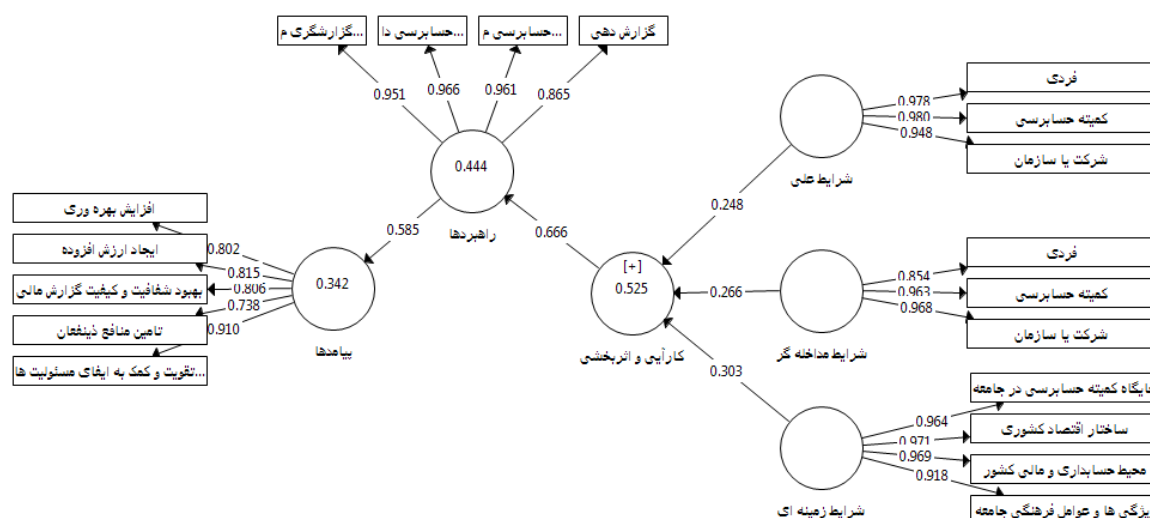 گزارشگری م...
حسابرسی دا...
حسابرسی م...
گزارش دهی
0.951
0.966
0.961
0.865
0.444
راهبردها
فردی
کمیته حسابرسی
شرکت یا سازمان
0.978
0.980
0.948
شرایط علی
0.248
افزایش بهره وری
ایجاد ارزش افزوده
بهبود شفافیت و کیفیت گزارش مالی
تامین منافع ذینفعان
تقویت و کمک به ایفای مسئولیت ها...
0.802
0.815
0.806
0.738
0.910
0.342
پیامدها
0.585
0.666
[+]
0.525
کارآیی و اثربخشی
0.266
فردی
کمیته حسابرسی
شرکت یا سازمان
0.854
0.963
0.968
شرایط مداخله گر
0.303
جایگاه کمیته حسابرسی در جامعه
ساختار اقتصاد کشوری
محیط حسابداری و مالی کشور
ویژگی ها و عوامل فرهنگی جامعه
0.964
0.971
0.969
0.918
شرایط زمینه ای